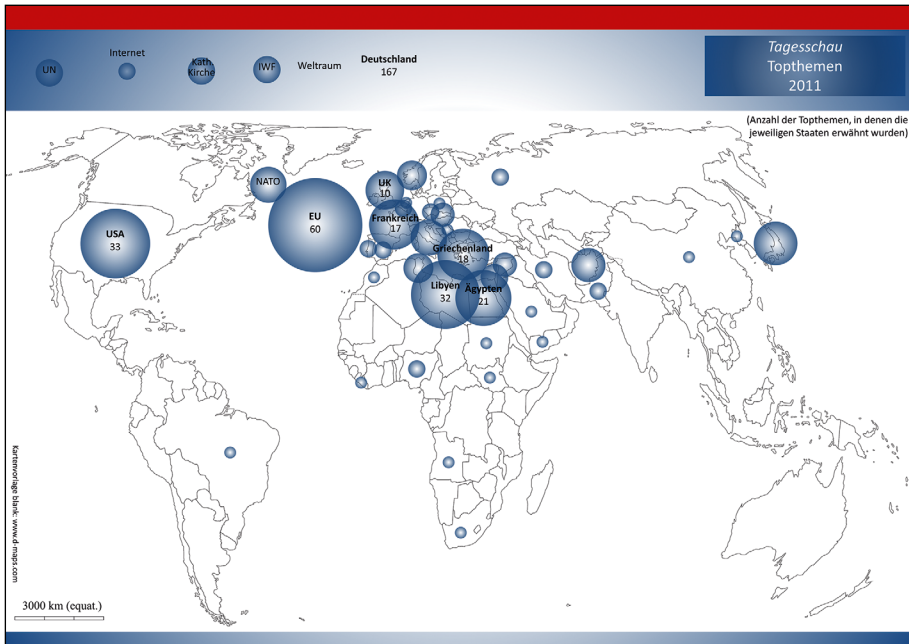 UN
Internet
Kath.
Kirche
IWF
Weltraum
Deutschland
167
Tagesschau
Topthemen
2011
(Anzahl der Topthemen, in denen die
jeweiligen Staaten erwähnt wurden)
NATO
EU
60
UK
10
Frankreich
17
USA
33
Griechenland
18
Libyen
32
Ägypten
21
Kartenvorlage blank: www.d-maps.com
3000 km (equat.)